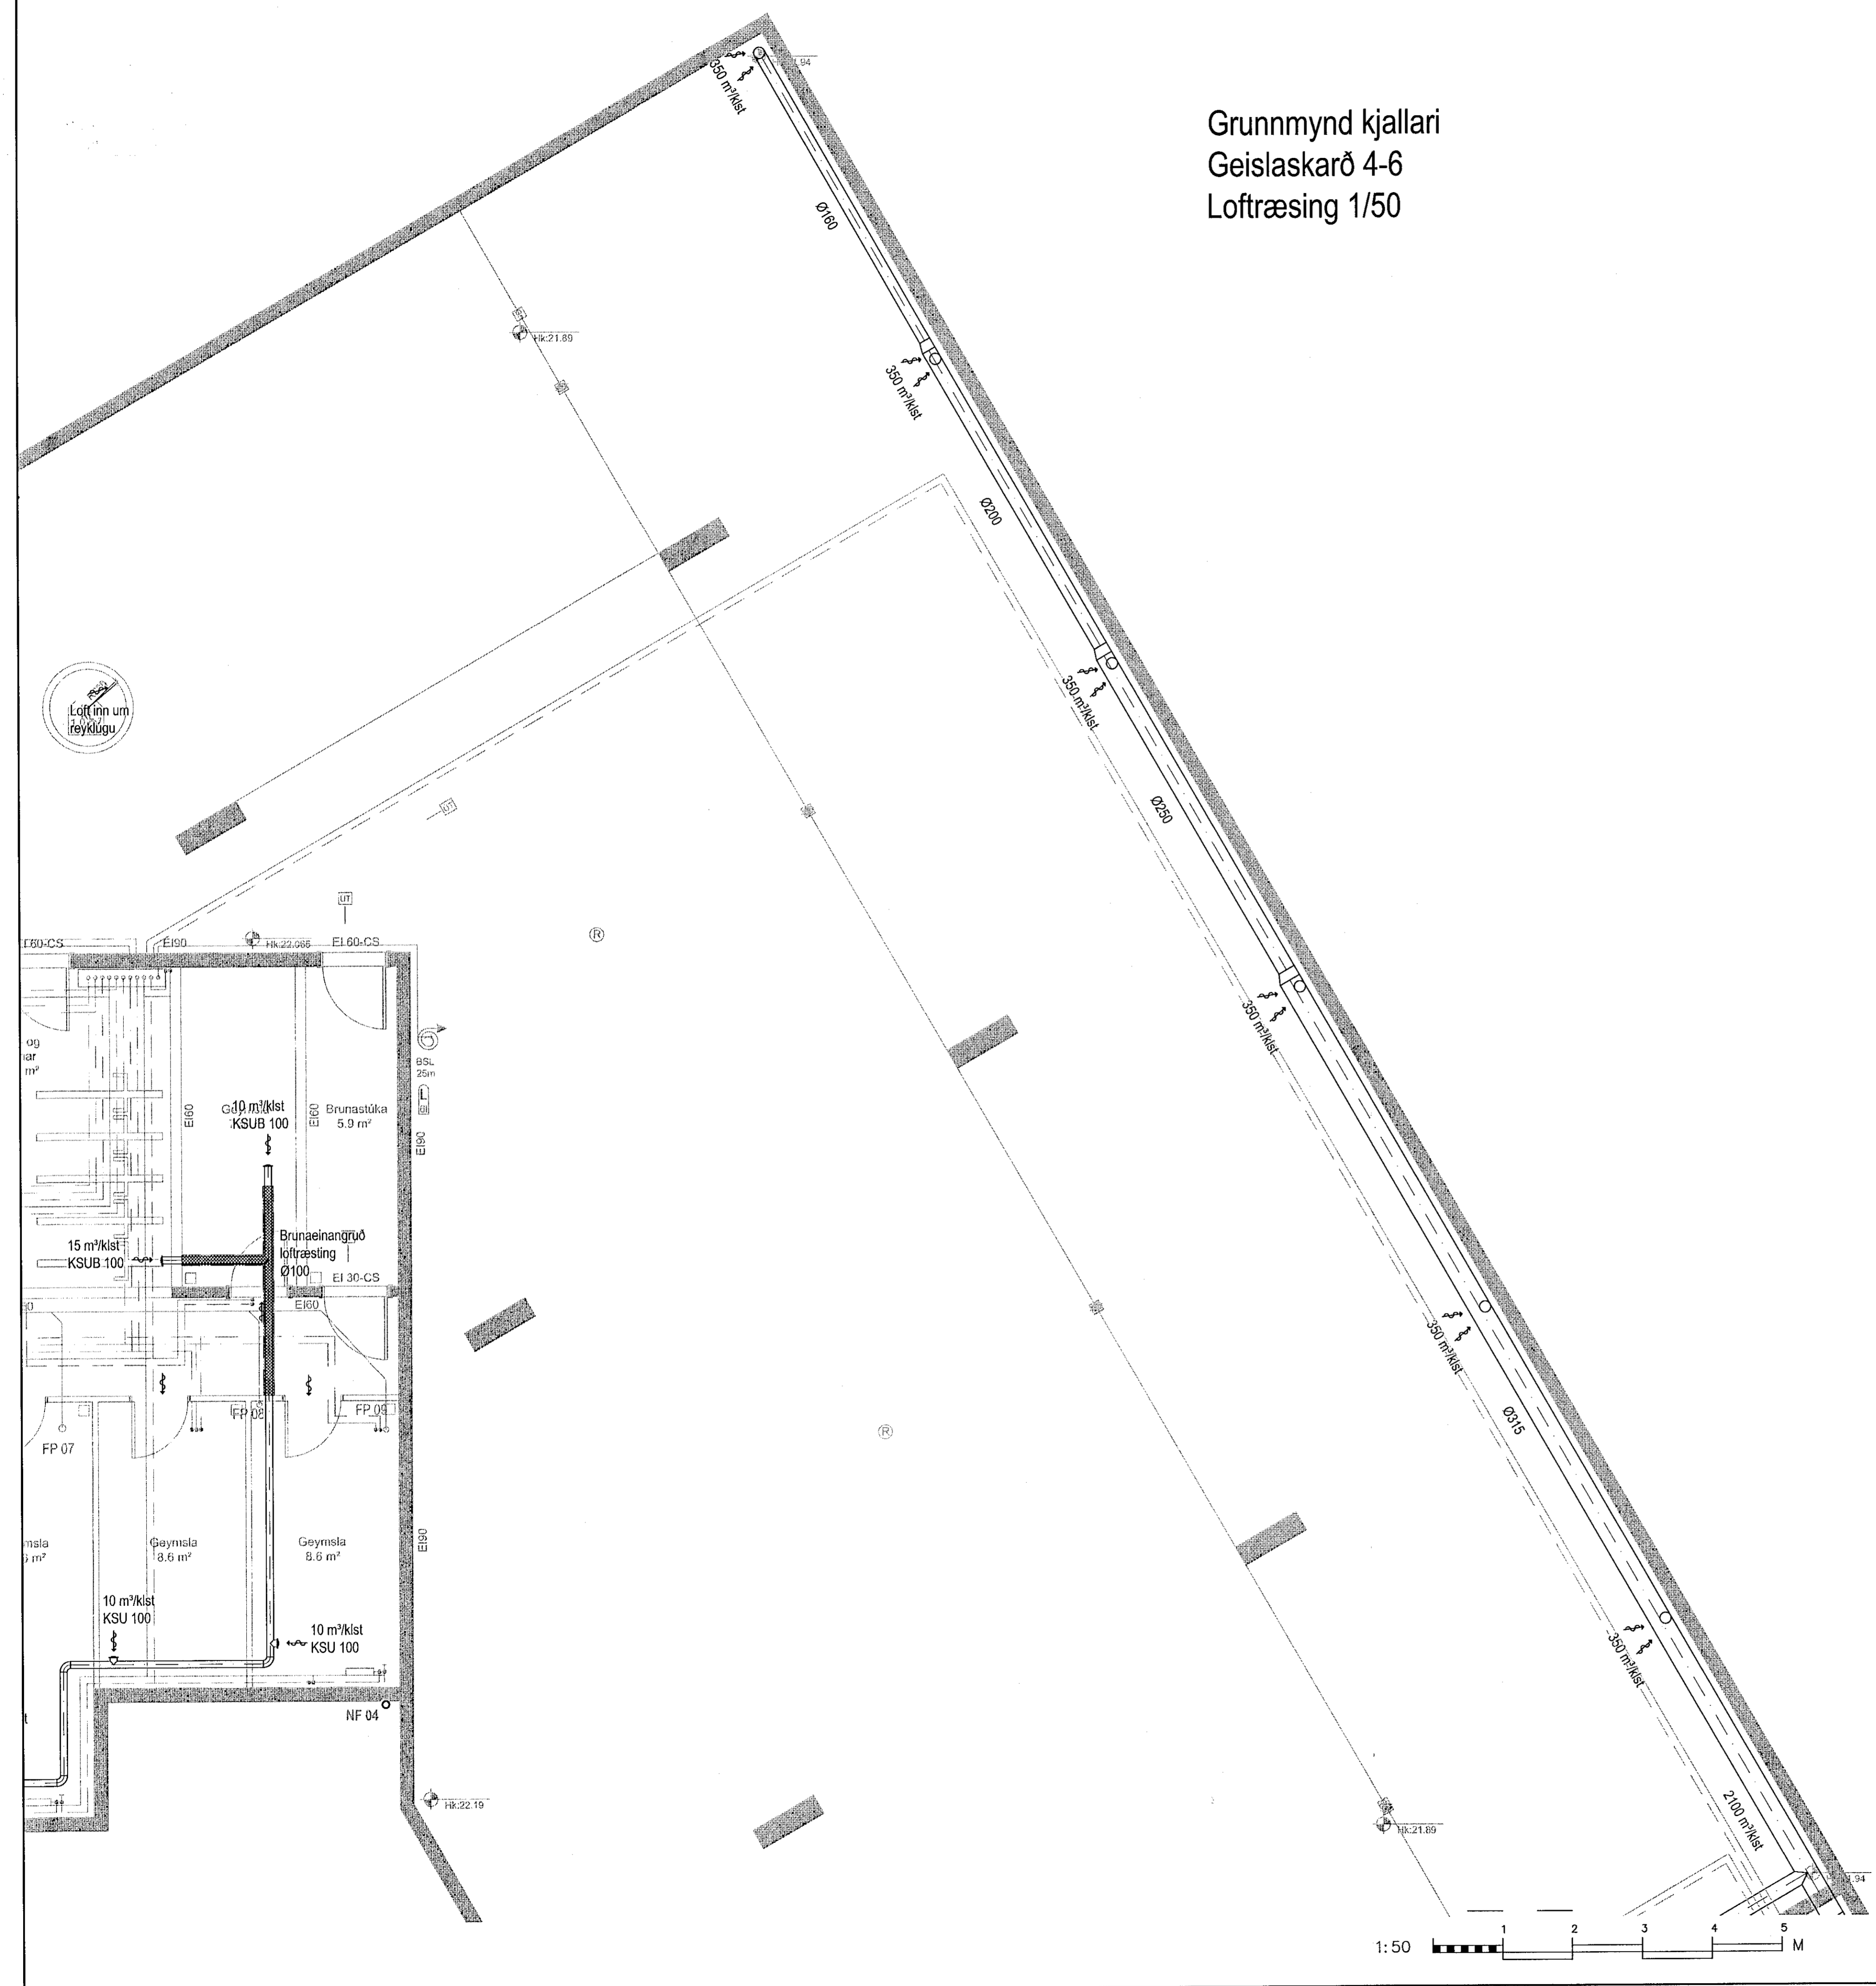 Grunnmynd kjallari
Geislaskarð 4-6
Loftræsing 1/50
350 m³/klst
Ø160
Hk:21.89
350 m³/klst
Ø200
350 m³/klst
Loft inn um
reyklúgu
Ø250
ÚT
ÚT
EI90
Hk:22.066
EI 60-CS
R
350 m³/klst
og
m²
BSL
25m
L
EI60
10 m³/klst
KSUB 100
EI60
Brunastúka
5.9 m²
EI90
15 m³/klst
KSUB 100
Brunaeinangruð
loftræsting
Ø100
EI 30-CS
EI60
350 m³/klst
FP 07
FP 08
FP 09
Ø315
R
Geymsla
8.6 m²
Geymsla
8.6 m²
EI90
10 m³/klst
KSU 100
10 m³/klst
KSU 100
350 m³/klst
NF 04
Hk:22.19
Hk:21.89
2100 m³/klst
1:50
1 2 3 4 5
M